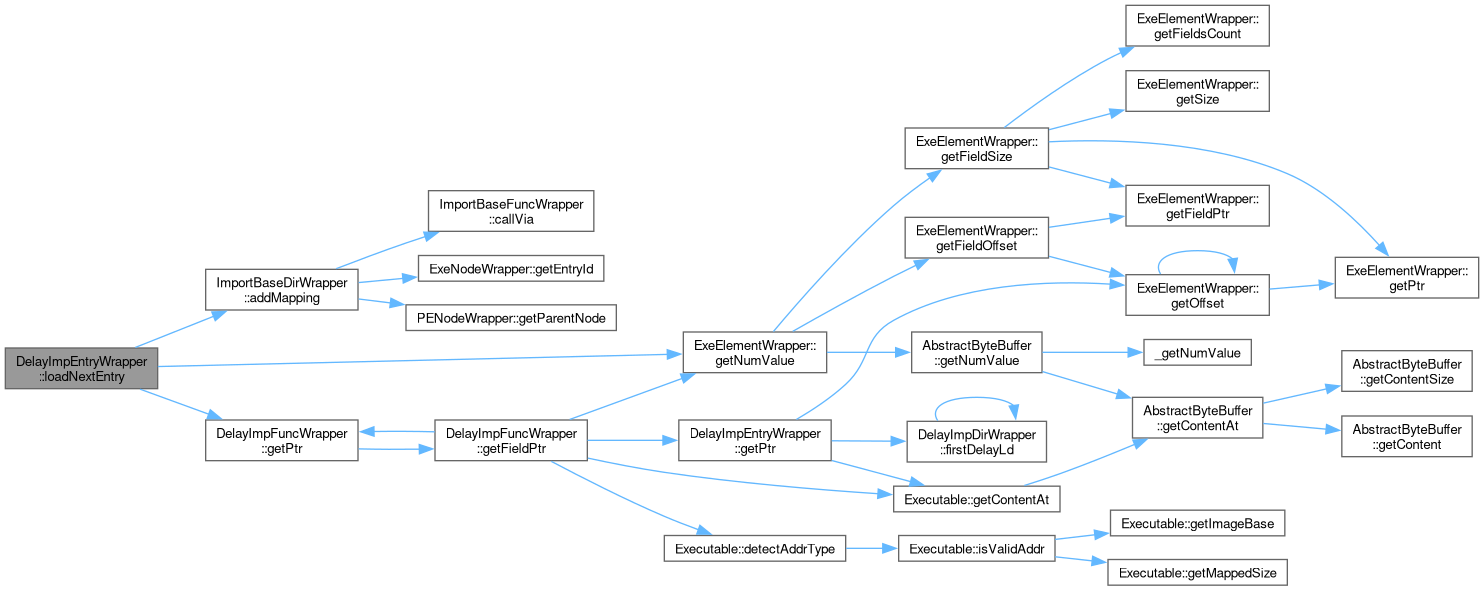 DelayImpEntryWrapper
::loadNextEntry
ImportBaseDirWrapper
::addMapping
ImportBaseFuncWrapper
::callVia
ExeNodeWrapper::getEntryId
PENodeWrapper::getParentNode
DelayImpFuncWrapper
::getPtr
DelayImpFuncWrapper
::getFieldPtr
ExeElementWrapper::
getNumValue
DelayImpEntryWrapper
::getPtr
Executable::detectAddrType
ExeElementWrapper::
getFieldSize
ExeElementWrapper::
getFieldOffset
AbstractByteBuffer
::getNumValue
DelayImpDirWrapper
::firstDelayLd
Executable::getContentAt
Executable::isValidAddr
ExeElementWrapper::
getFieldsCount
ExeElementWrapper::
getSize
ExeElementWrapper::
getFieldPtr
ExeElementWrapper::
getOffset
_getNumValue
AbstractByteBuffer
::getContentAt
Executable::getImageBase
Executable::getMappedSize
ExeElementWrapper::
getPtr
AbstractByteBuffer
::getContentSize
AbstractByteBuffer
::getContent